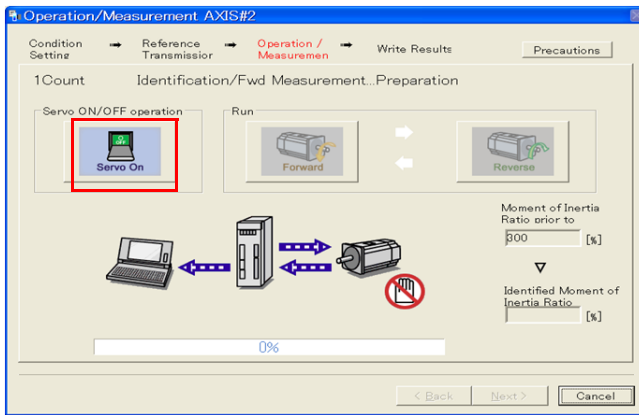 Operation/Measurement AXIS#2
Condition Setting → Reference Transmissior → Operation / Measuremen → Write Results
Precautions
1Count Identification/Fwd Measurement...Preparation
Servo ON/OFF operation
Run
Servo On
Forward
Reverse
Moment of Inertia
Ratio prior to
300 [%]
Identified Moment of
Inertia Ratio
[%]
0%
< Back Next > Cancel